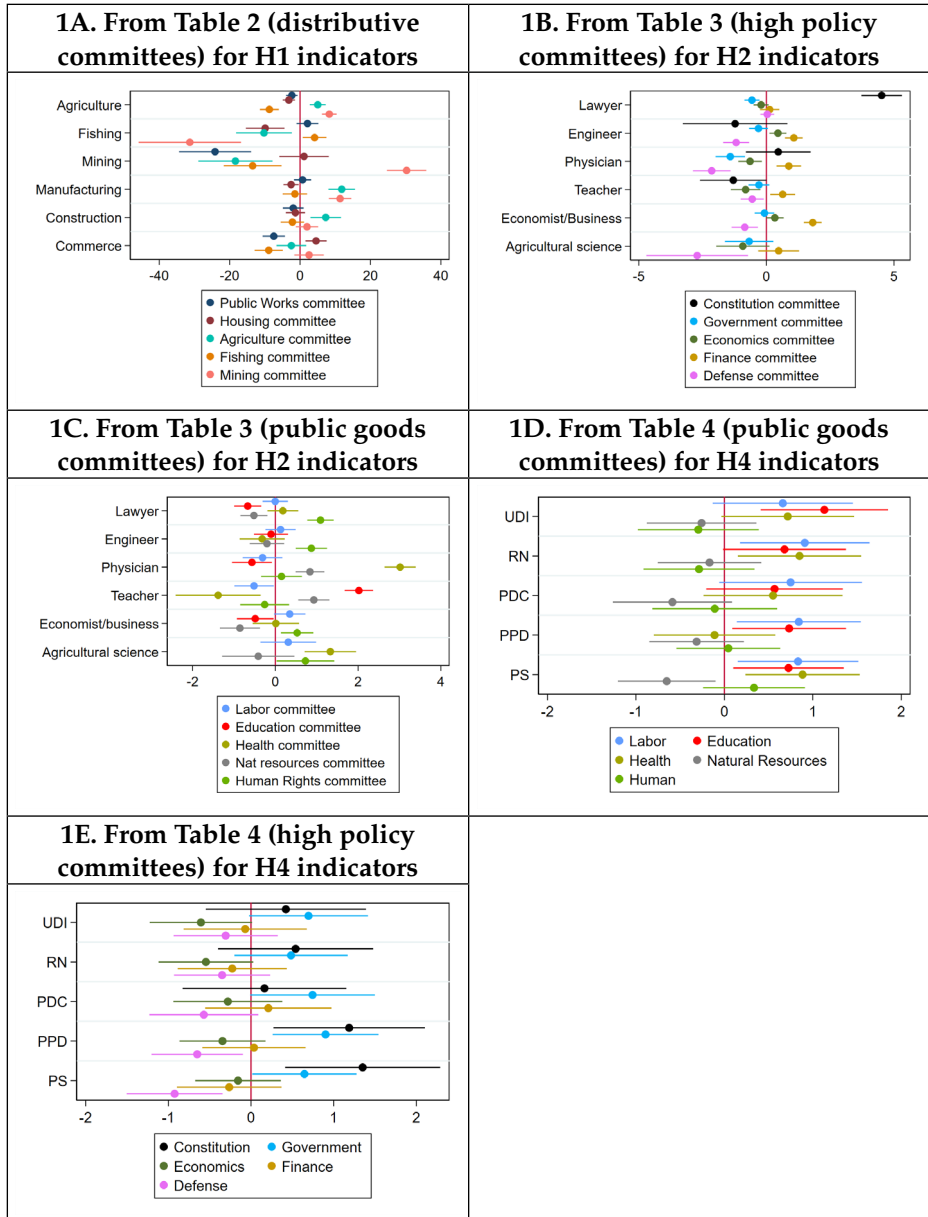 1A. From Table 2 (distributive
committees) for H1 indicators
Agriculture
Fishing
Mining
Manufacturing
Construction
Commerce
-40 -20 0 20 40
Public Works committee
Housing committee
Agriculture committee
Fishing committee
Mining committee
1B. From Table 3 (high policy
committees) for H2 indicators
Lawyer
Engineer
Physician
Teacher
Economist/Business
Agricultural science
-5 0 5
Constitution committee
Government committee
Economics committee
Finance committee
Defense committee
1C. From Table 3 (public goods
committees) for H2 indicators
Lawyer
Engineer
Physician
Teacher
Economist/business
Agricultural science
-2 0 2 4
Labor committee
Education committee
Health committee
Nat resources committee
Human Rights committee
1D. From Table 4 (public goods
committees) for H4 indicators
UDI
RN
PDC
PPD
PS
-2 -1 0 1 2
Labor Education
Health Natural Resources
Human
1E. From Table 4 (high policy
committees) for H4 indicators
UDI
RN
PDC
PPD
PS
-2 -1 0 1 2
Constitution Government
Economics Finance
Defense